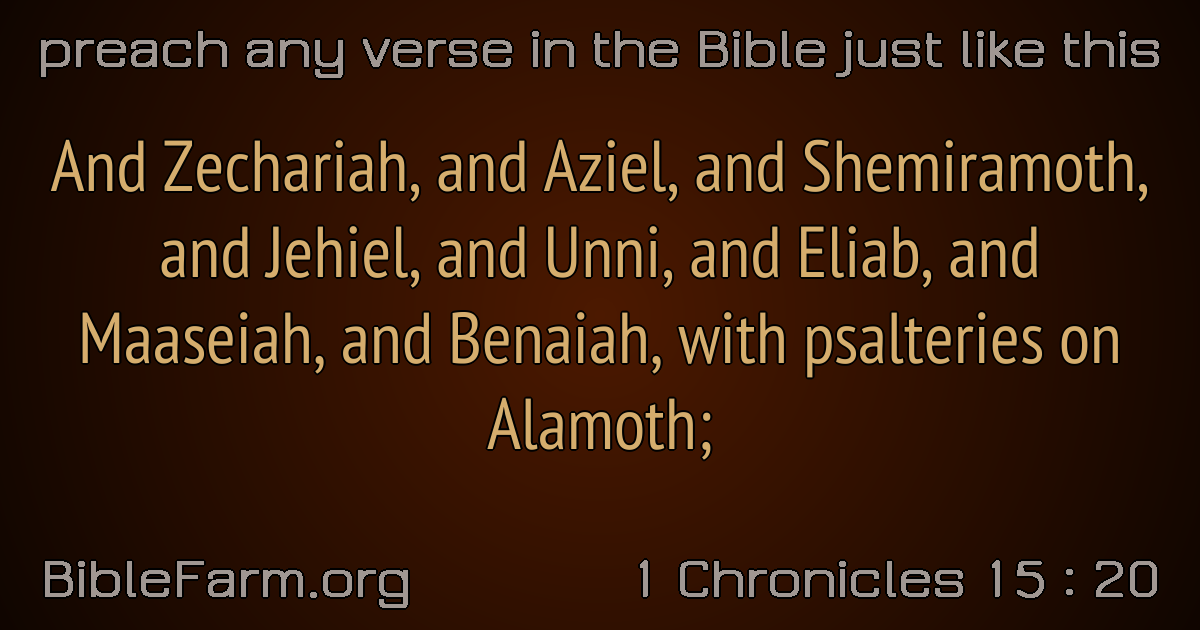 preach any verse in the Bible just like this
And Zechariah, and Aziel, and Shemiramoth,
and Jehiel, and Unni, and Eliab, and
Maaseiah, and Benaiah, with psalteries on
Alamoth;
BibleFarm.org 1 Chronicles 15 : 20